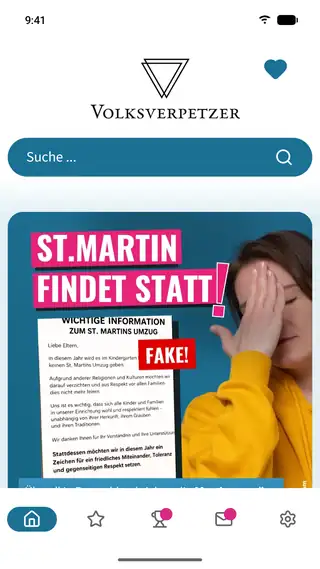 9:41
VOLKSVERPETZER
Suche ...
ST.MARTIN
FINDET STATT!
WICHTIGE INFORMATION
ZUM ST. MARTINS UMZUG
FAKE!
Liebe Eltern,
in diesem Jahr wird es im Kindergarten
keinen St. Martins Umzug geben.
Aufgrund anderer Religionen und Kulturen möchten wir
darauf verzichten und aus Respekt vor allen Familien
dies nicht mehr feiern.
Uns ist es wichtig, dass sich alle Kinder und Familien
in unserer Einrichtung wohl und respektiert fühlen -
unabhängig von ihrer Herkunft, ihrem Glauben
und ihren Traditionen.
Wir danken Ihnen für Ihr Verständnis und Ihre Unterstützun
Stattdessen möchten wir in diesem Jahr ein
Zeichen für ein friedliches Miteinander, Toleranz
und gegenseitigen Respekt setzen.